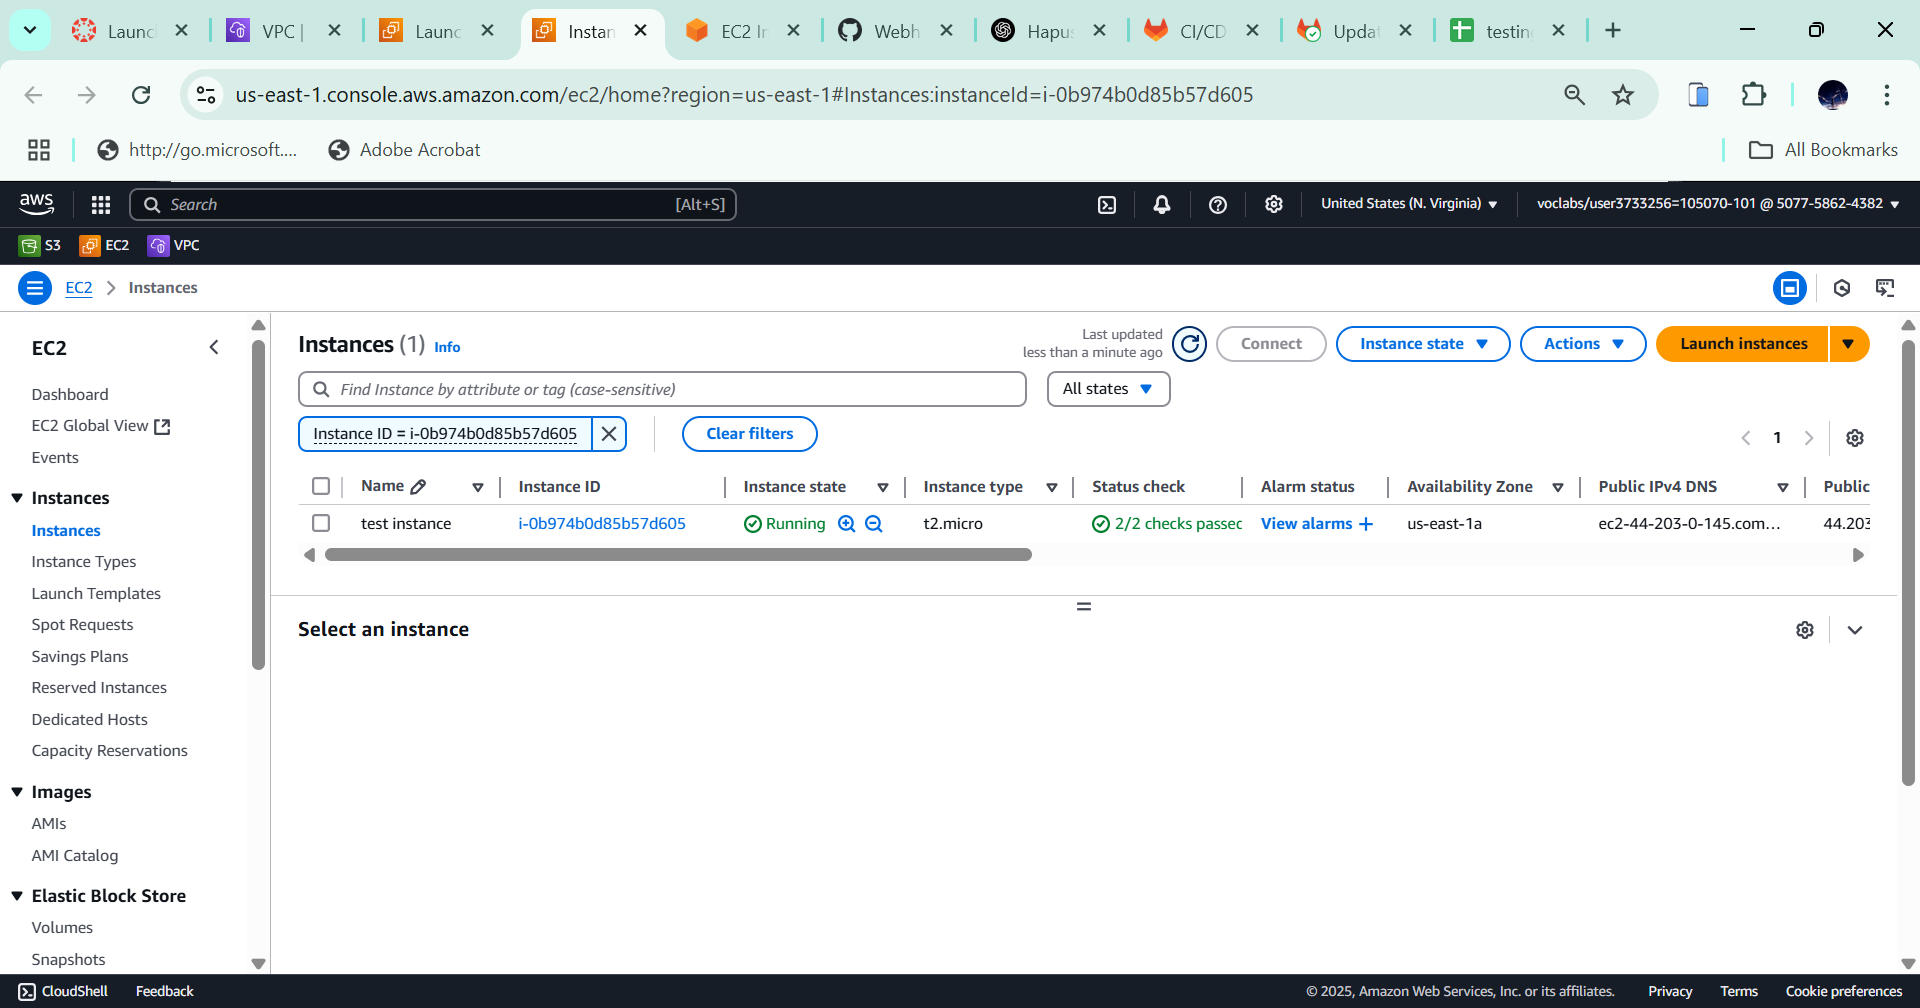 Launc
VPC |
Launc
Instan
EC2 In
Webh
Hapus
CI/CD
Updat
testing
us-east-1.console.aws.amazon.com/ec2/home?region=us-east-1#Instances:instanceId=i-0b974b0d85b57d605
http://go.microsoft....
Adobe Acrobat
All Bookmarks
aws
Search
[Alt+S]
United States (N. Virginia)
voclabs/user3733256=105070-101 @ 5077-5862-4382
S3
EC2
VPC
EC2
Instances
EC2
Dashboard
EC2 Global View
Events
Instances
Instances
Instance Types
Launch Templates
Spot Requests
Savings Plans
Reserved Instances
Dedicated Hosts
Capacity Reservations
Images
AMIs
AMI Catalog
Elastic Block Store
Volumes
Snapshots
Instances (1) Info
Last updated
less than a minute ago
Connect
Instance state
Actions
Launch instances
Find Instance by attribute or tag (case-sensitive)
All states
Instance ID = i-0b974b0d85b57d605
Clear filters
1
Name
Instance ID
Instance state
Instance type
Status check
Alarm status
Availability Zone
Public IPv4 DNS
Public
test instance
i-0b974b0d85b57d605
Running
t2.micro
2/2 checks passec
View alarms
us-east-1a
ec2-44-203-0-145.com...
44.203
Select an instance
CloudShell
Feedback
© 2025, Amazon Web Services, Inc. or its affiliates.
Privacy
Terms
Cookie preferences